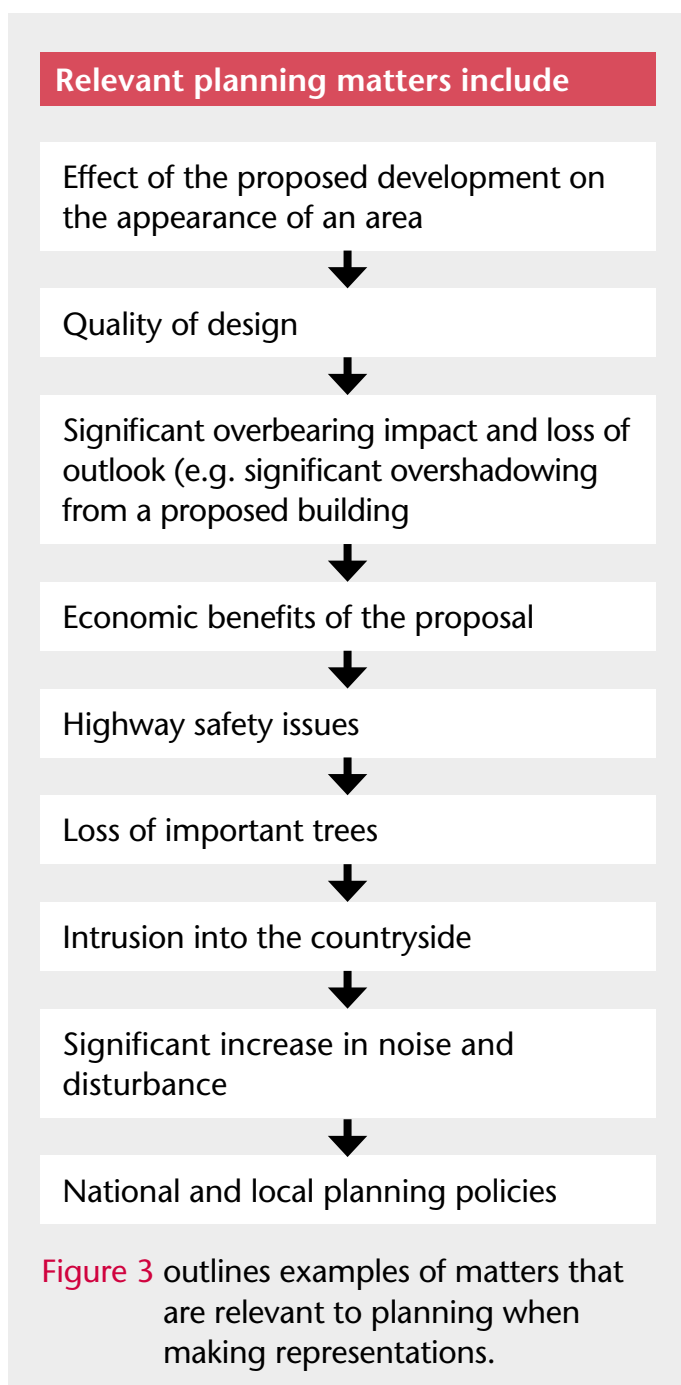 Relevant planning matters include
Effect of the proposed development on
the appearance of an area
Quality of design
Significant overbearing impact and loss of
outlook (e.g. significant overshadowing
from a proposed building
Economic benefits of the proposal
Highway safety issues
Loss of important trees
Intrusion into the countryside
Significant increase in noise and
disturbance
National and local planning policies
Figure 3 outlines examples of matters that
are relevant to planning when
making representations.